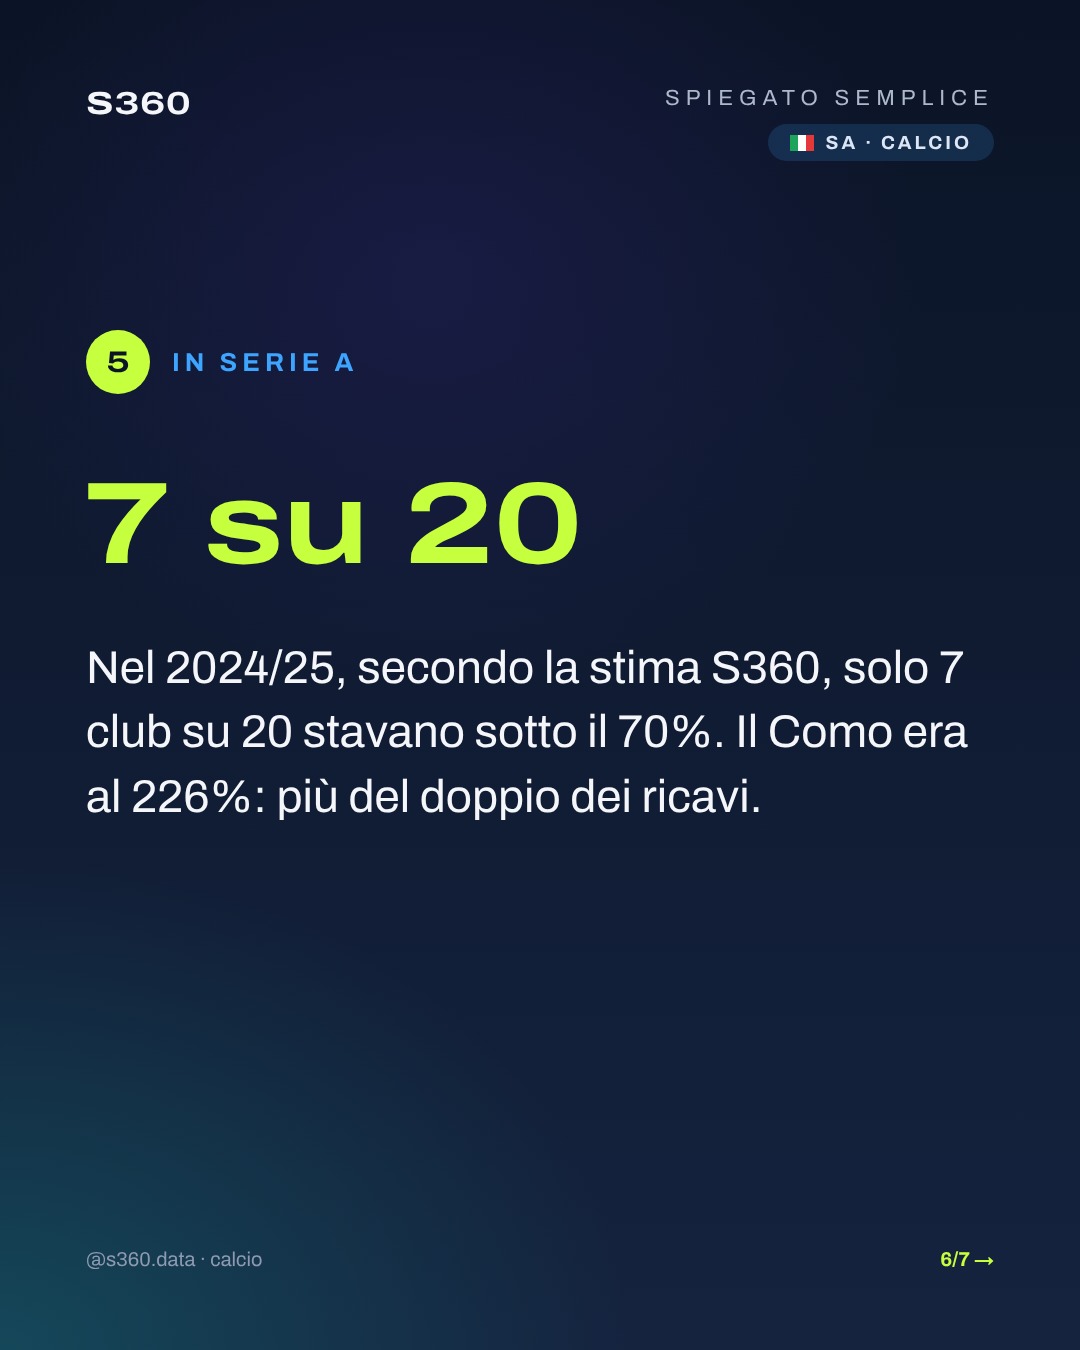 S360
SPIEGATO SEMPLICE
SA · CALCIO
5
IN SERIE A
7 su 20
Nel 2024/25, secondo la stima S360, solo 7
club su 20 stavano sotto il 70%. Il Como era
al 226%: più del doppio dei ricavi.
@s360.data · calcio
6/7 →